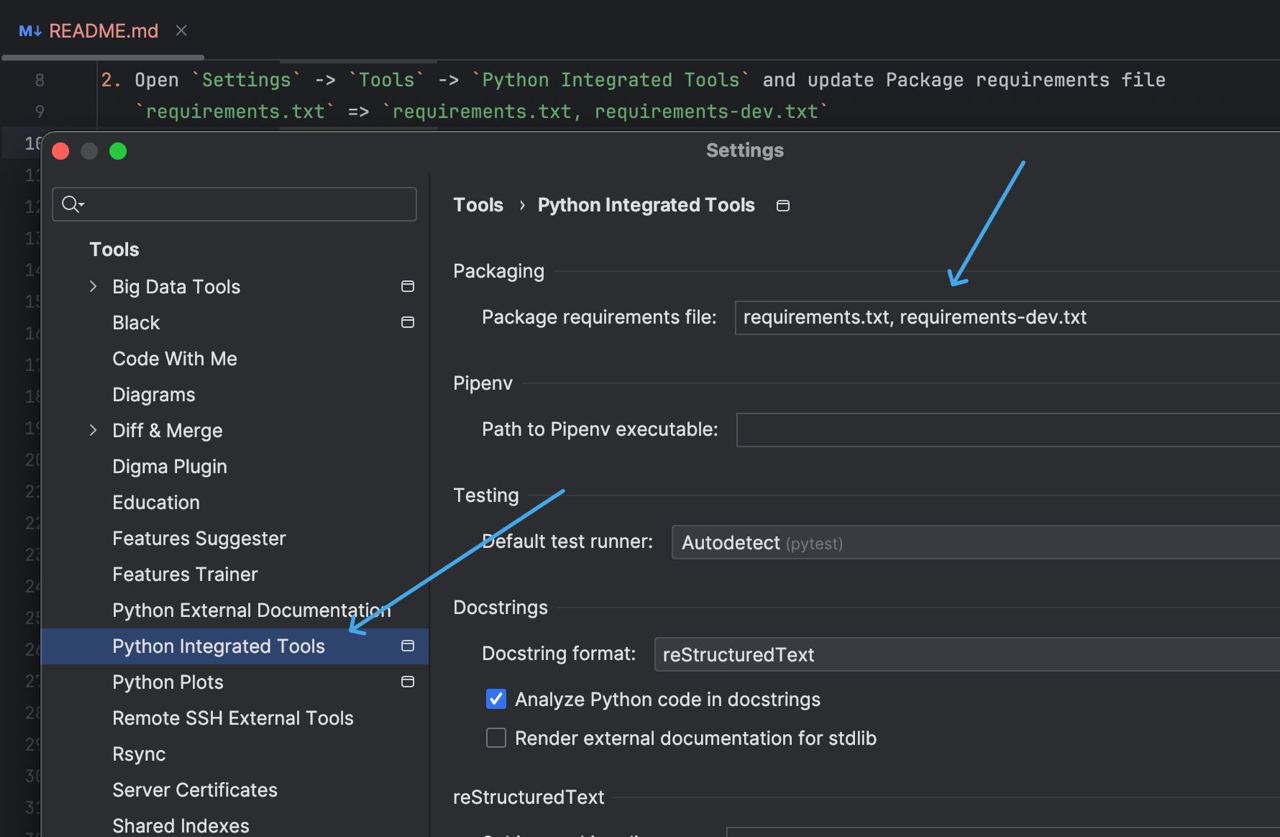 M↓ README.md
8 2. Open `Settings` -> `Tools` -> `Python Integrated Tools` and update Package requirements file
9 `requirements.txt` => `requirements.txt, requirements-dev.txt`
10
Settings
Tools › Python Integrated Tools
Tools
Big Data Tools
Black
Code With Me
Diagrams
Diff & Merge
Digma Plugin
Education
Features Suggester
Features Trainer
Python External Documentation
Python Integrated Tools
Python Plots
Remote SSH External Tools
Rsync
Server Certificates
Shared Indexes
Packaging
Package requirements file: requirements.txt, requirements-dev.txt
Pipenv
Path to Pipenv executable:
Testing
Default test runner: Autodetect (pytest)
Docstrings
Docstring format: reStructuredText
Analyze Python code in docstrings
Render external documentation for stdlib
reStructuredText